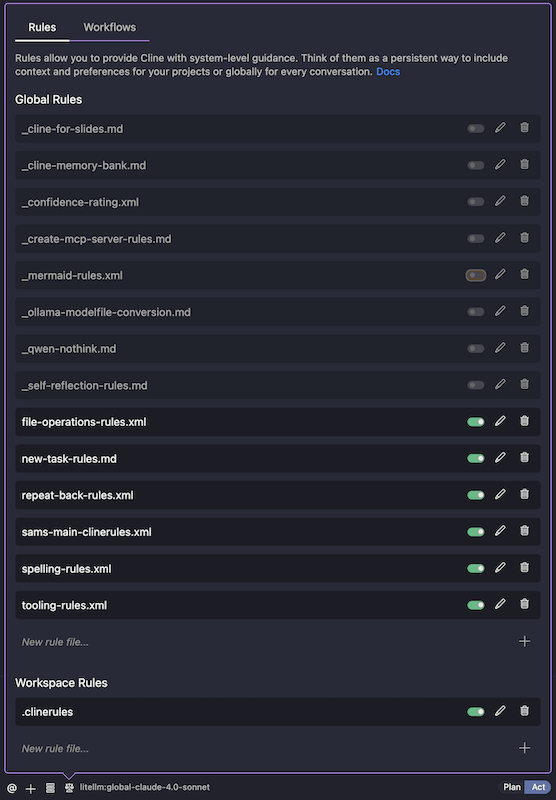 Rules Workflows
Rules allow you to provide Cline with system-level guidance. Think of them as a persistent way to include
context and preferences for your projects or globally for every conversation. Docs
Global Rules
_cline-for-slides.md
_cline-memory-bank.md
_confidence-rating.xml
_create-mcp-server-rules.md
_mermaid-rules.xml
_ollama-modelfile-conversion.md
_qwen-nothink.md
_self-reflection-rules.md
file-operations-rules.xml
new-task-rules.md
repeat-back-rules.xml
sams-main-clinerules.xml
spelling-rules.xml
tooling-rules.xml
New rule file...
Workspace Rules
.clinerules
New rule file...
@ litellm:global-claude-4.0-sonnet Plan Act